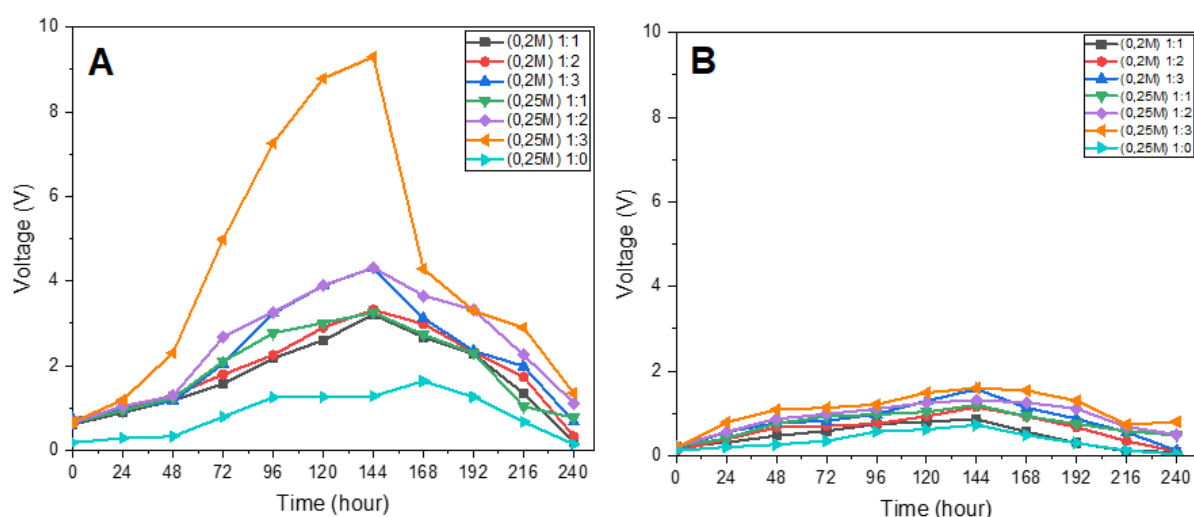 A
10
8
6
4
2
0
Voltage (V)
(0,2M) 1:1
(0,2M) 1:2
(0,2M) 1:3
(0,25M) 1:1
(0,25M) 1:2
(0,25M) 1:3
(0,25M) 1:0
0 24 48 72 96 120 144 168 192 216 240
Time (hour)
B
10
8
6
4
2
0
Voltage (V)
(0,2M) 1:1
(0,2M) 1:2
(0,2M) 1:3
(0,25M) 1:1
(0,25M) 1:2
(0,25M) 1:3
(0,25M) 1:0
0 24 48 72 96 120 144 168 192 216 240
Time (hour)